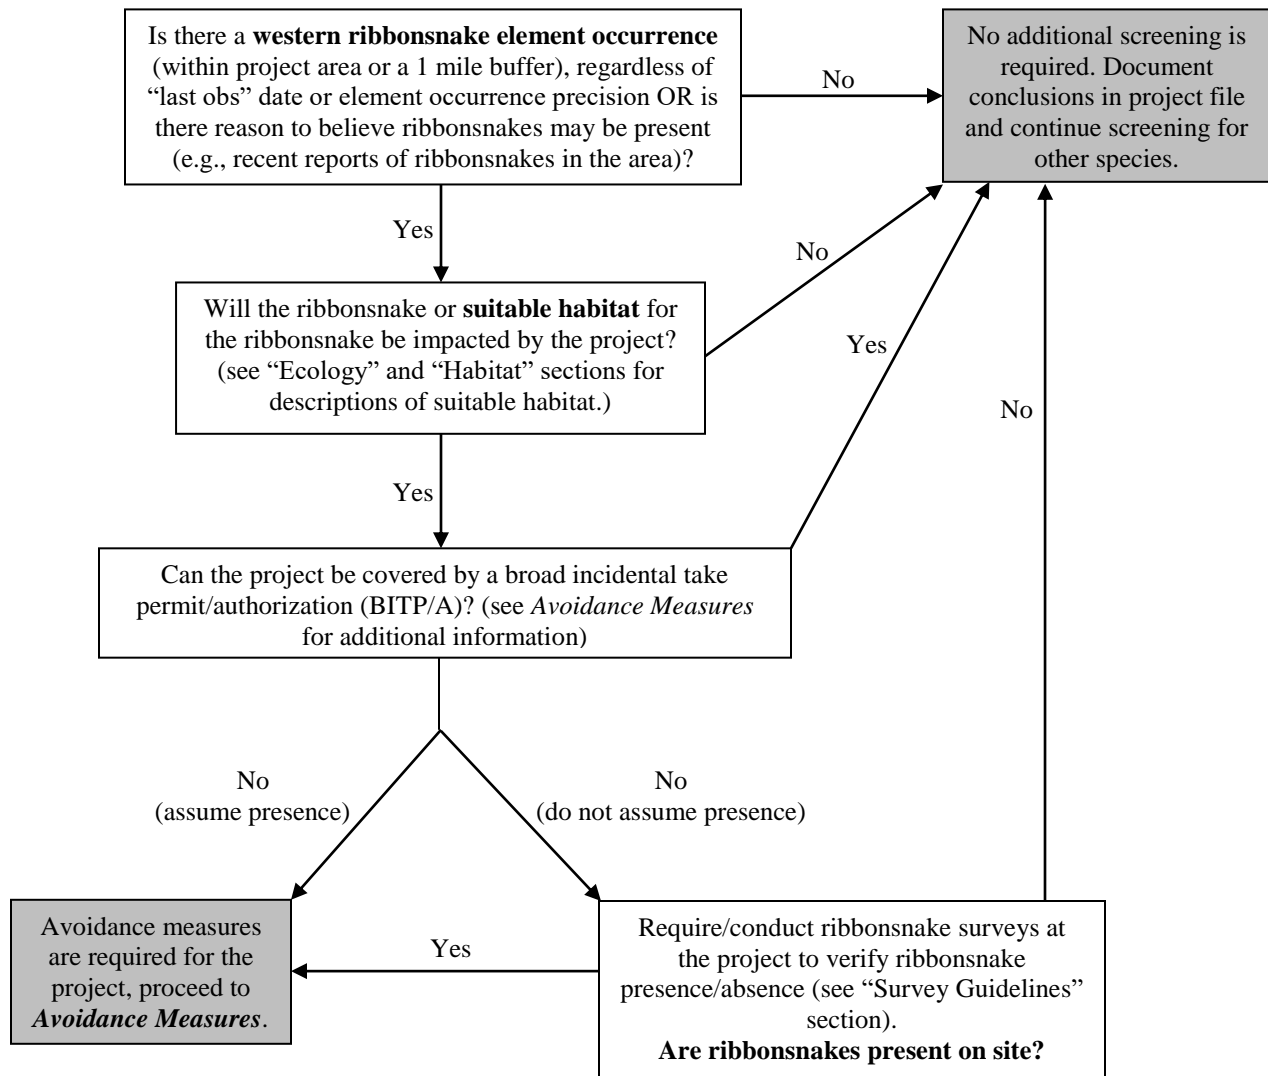 Is there a western ribbonsnake element occurrence
(within project area or a 1 mile buffer), regardless of
“last obs” date or element occurrence precision OR is
there reason to believe ribbonsnakes may be present
(e.g., recent reports of ribbonsnakes in the area)?
No
No additional screening is
required. Document
conclusions in project file
and continue screening for
other species.
Yes
No
Will the ribbonsnake or suitable habitat for
the ribbonsnake be impacted by the project?
(see “Ecology” and “Habitat” sections for
descriptions of suitable habitat.)
Yes
No
Yes
Can the project be covered by a broad incidental take
permit/authorization (BITP/A)? (see Avoidance Measures
for additional information)
No
(assume presence)
No
(do not assume presence)
Avoidance measures
are required for the
project, proceed to
Avoidance Measures.
Yes
Require/conduct ribbonsnake surveys at
the project to verify ribbonsnake
presence/absence (see “Survey Guidelines”
section).
Are ribbonsnakes present on site?